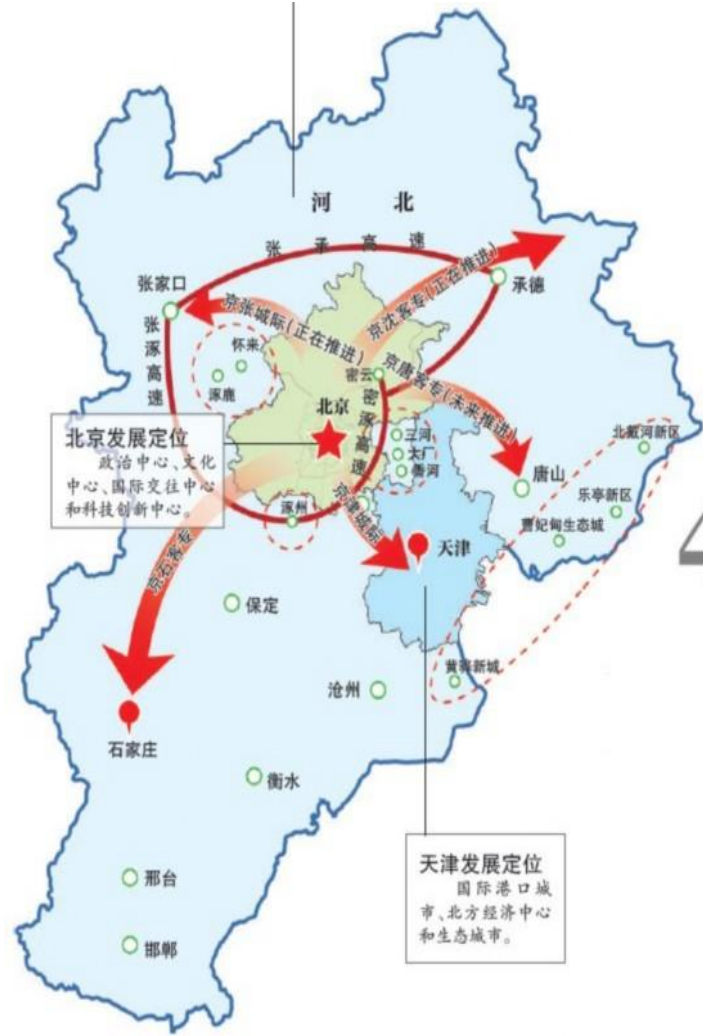 河 北
张承高速
张家口
承德
京沈客专(正在推进)
京张城际(正在推进)
张涿高速
怀来
涿鹿
密云
京唐客专(未来推进)
北京
密涿高速
三河
大厂
香河
北戴河新区
北京发展定位
政治中心、文化
中心、国际交往中心
和科技创新中心。
唐山
乐亭新区
曹妃甸生态城
涿州
京津城际
天津
京石客专
保定
黄骅新城
沧州
石家庄
衡水
天津发展定位
国际港口城
市、北方经济中心
和生态城市。
邢台
邯郸